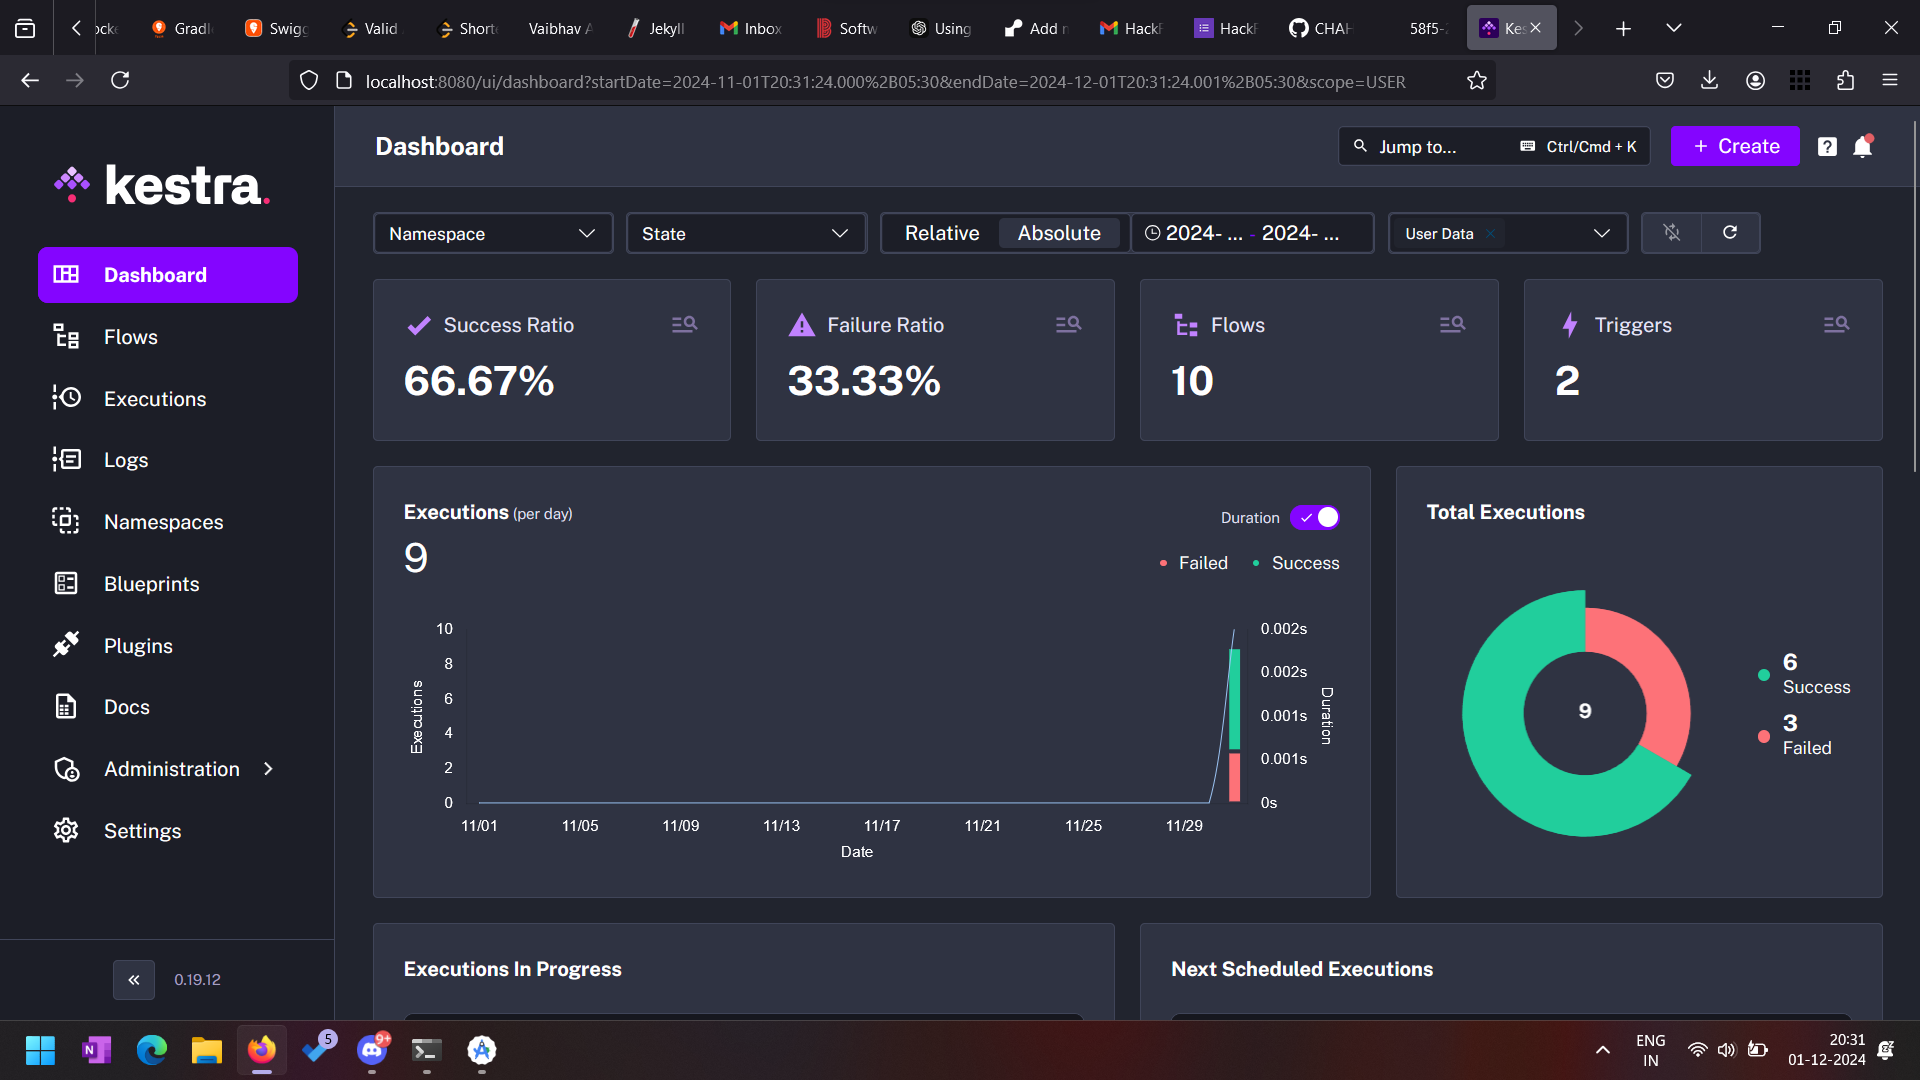 ocke
Gradl
Swigg
Valid
Short
Vaibhav A
Jekyll
Inbox
Softw
Using
Add n
HackF
HackF
CHAH
58f5-2
Kes
localhost:8080/ui/dashboard?startDate=2024-11-01T20:31:24.000%2B05:30&endDate=2024-12-01T20:31:24.001%2B05:30&scope=USER
kestra.
Dashboard
Flows
Executions
Logs
Namespaces
Blueprints
Plugins
Docs
Administration
Settings
0.19.12
Dashboard
Jump to...
Ctrl/Cmd + K
+ Create
?
Namespace
State
Relative
Absolute
2024- ... - 2024- ...
User Data
Success Ratio
66.67%
Failure Ratio
33.33%
Flows
10
Triggers
2
Executions (per day)
9
Duration
Failed
Success
10
8
6
4
2
0
Executions
0.002s
0.002s
0.001s
0.001s
0s
Duration
11/01
11/05
11/09
11/13
11/17
11/21
11/25
11/29
Date
Total Executions
9
6
Success
3
Failed
Executions In Progress
Next Scheduled Executions
N
5
9+
ENG
IN
20:31
01-12-2024